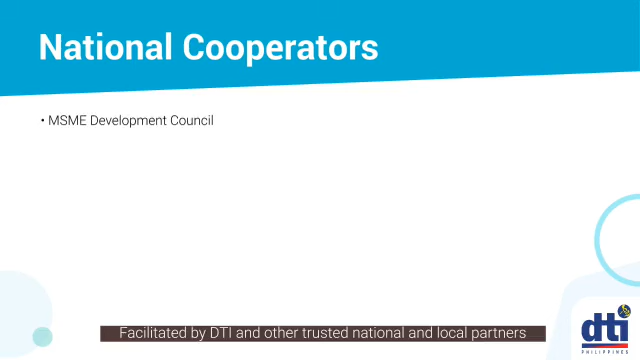 National Cooperators
• MSME Development Council
Facilitated by DTI and other trusted national and local partners
dti
PHILIPPINES